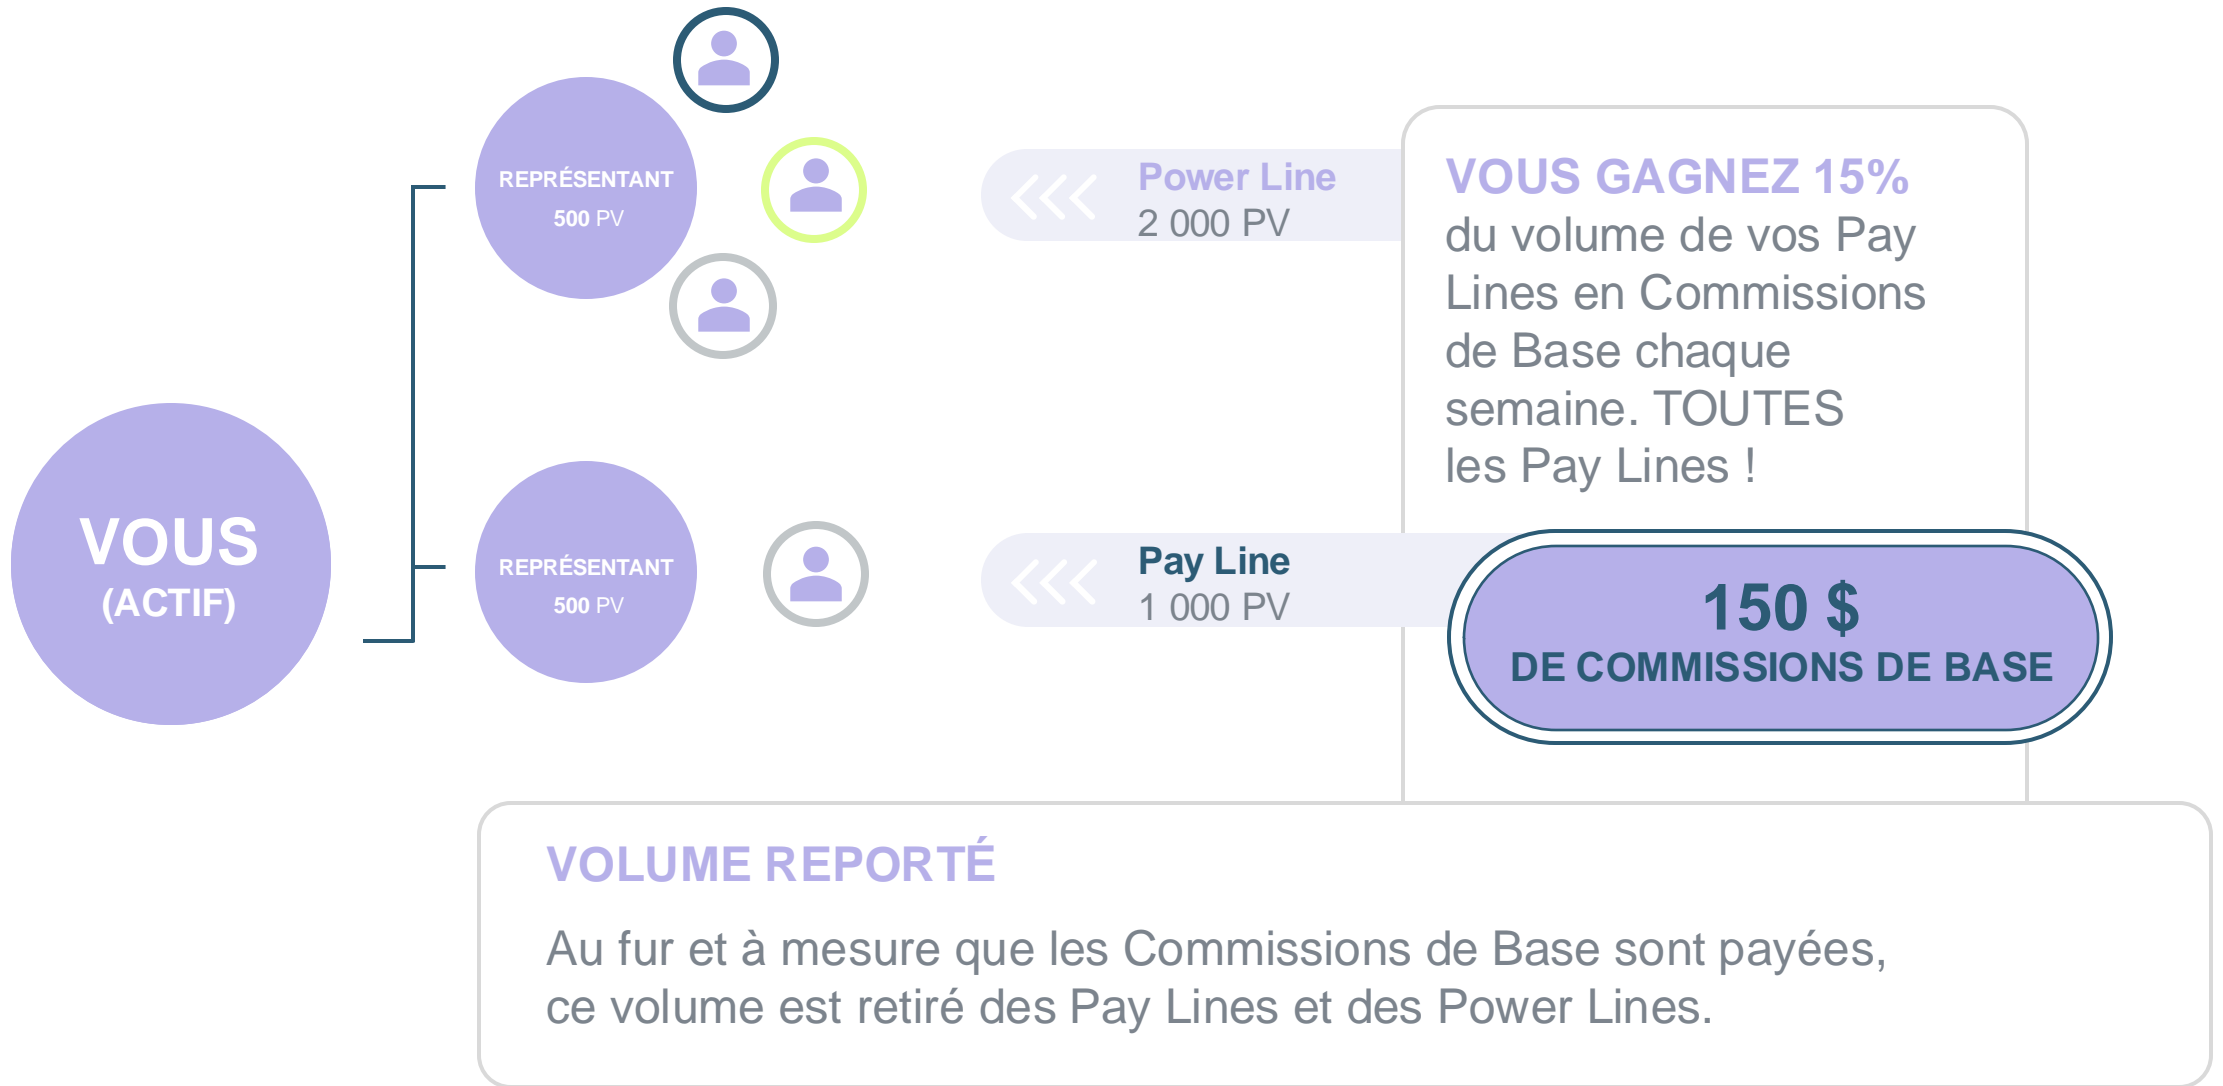 REPRÉSENTANT
500 PV
Power Line
2 000 PV
VOUS GAGNEZ 15%
du volume de vos Pay
Lines en Commissions
de Base chaque
semaine. TOUTES
les Pay Lines !
VOUS
(ACTIF)
REPRÉSENTANT
500 PV
Pay Line
1 000 PV
150 $
DE COMMISSIONS DE BASE
VOLUME REPORTÉ
Au fur et à mesure que les Commissions de Base sont payées,
ce volume est retiré des Pay Lines et des Power Lines.